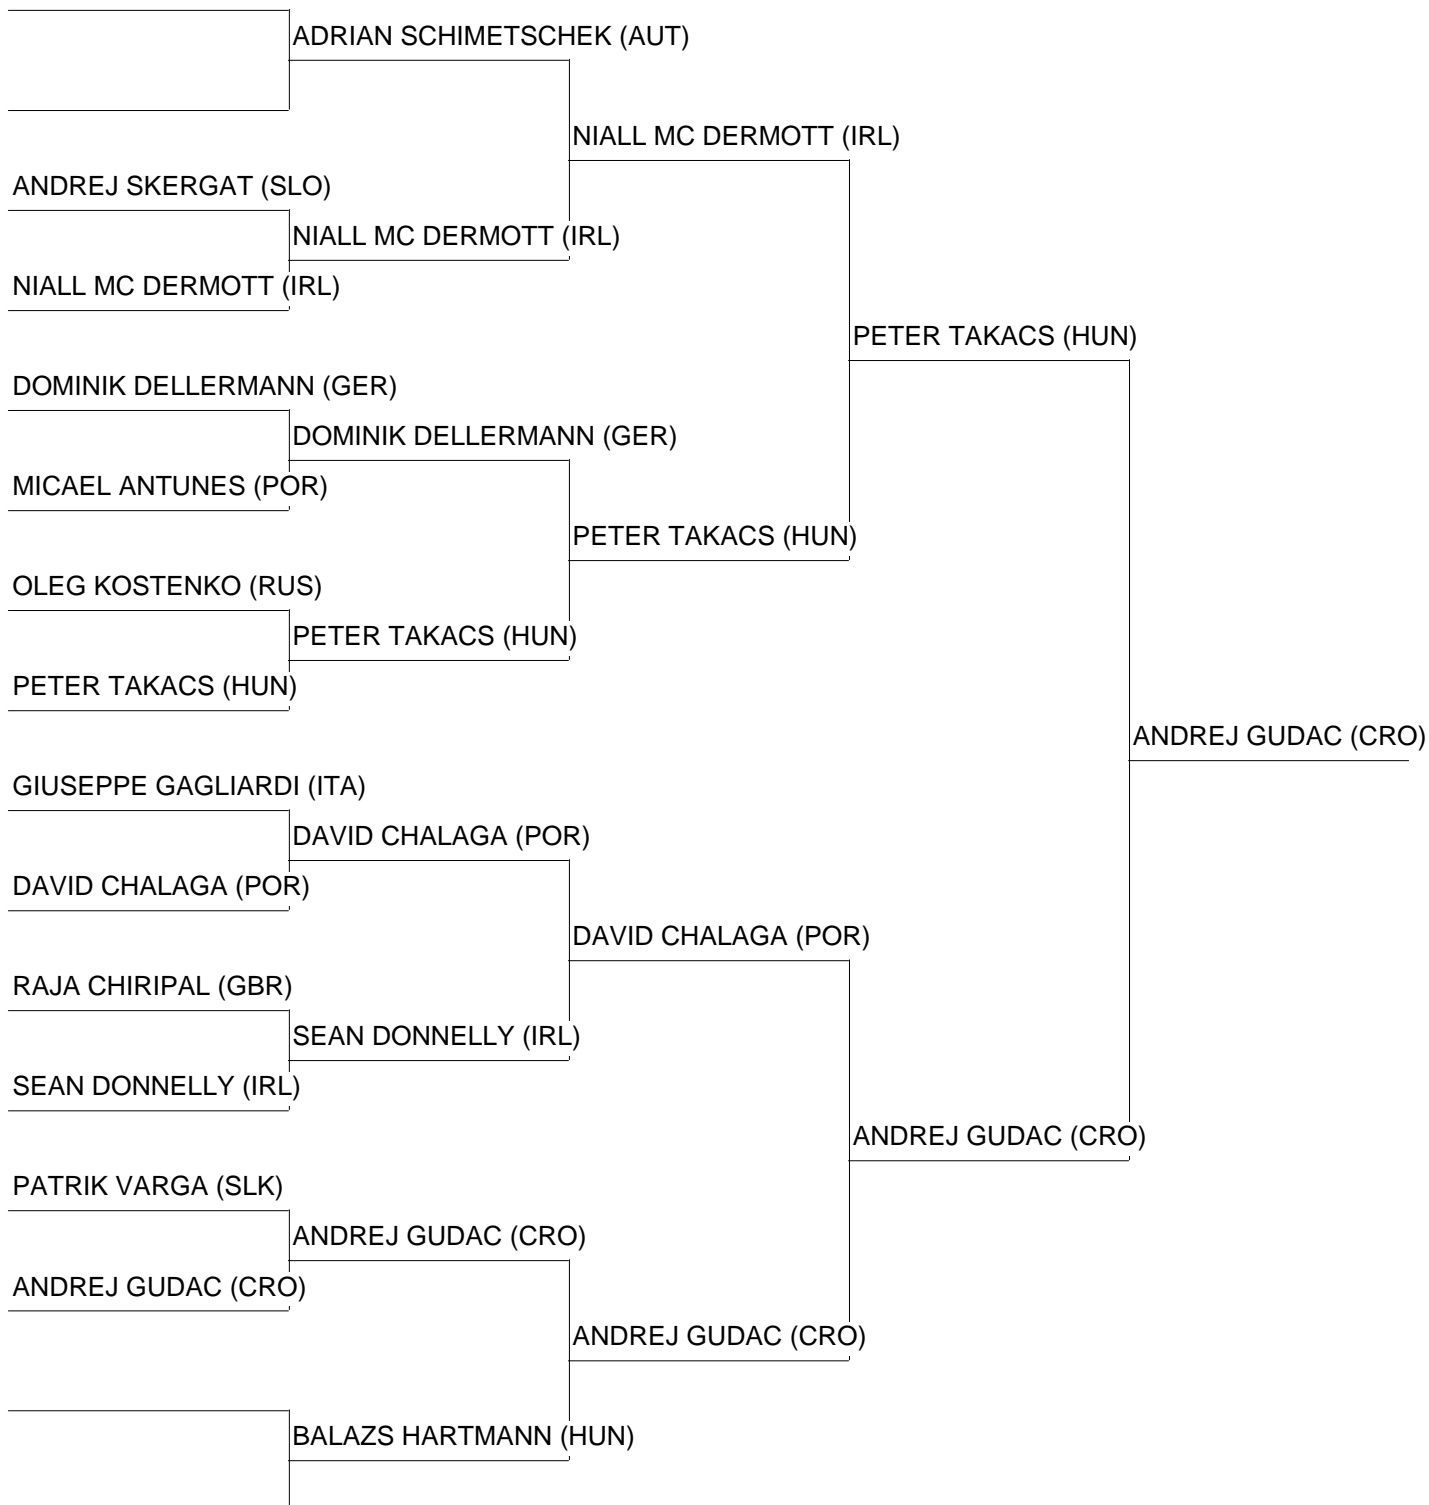 ADRIAN SCHIMETSCHEK (AUT)
NIALL MC DERMOTT (IRL)
ANDREJ SKERGAT (SLO)
NIALL MC DERMOTT (IRL)
NIALL MC DERMOTT (IRL)
PETER TAKACS (HUN)
DOMINIK DELLERMANN (GER)
DOMINIK DELLERMANN (GER)
MICAEL ANTUNES (POR)
PETER TAKACS (HUN)
OLEG KOSTENKO (RUS)
PETER TAKACS (HUN)
PETER TAKACS (HUN)
ANDREJ GUDAC (CRO)
GIUSEPPE GAGLIARDI (ITA)
DAVID CHALAGA (POR)
DAVID CHALAGA (POR)
DAVID CHALAGA (POR)
RAJA CHIRIPAL (GBR)
SEAN DONNELLY (IRL)
SEAN DONNELLY (IRL)
ANDREJ GUDAC (CRO)
PATRIK VARGA (SLK)
ANDREJ GUDAC (CRO)
ANDREJ GUDAC (CRO)
ANDREJ GUDAC (CRO)
BALAZS HARTMANN (HUN)